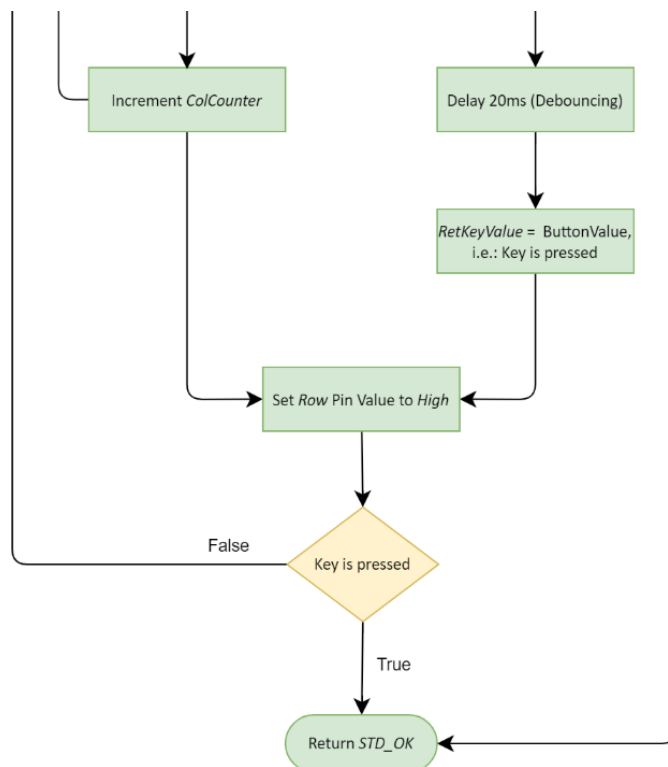 Increment ColCounter
Delay 20ms (Debouncing)
RetKeyValue = ButtonValue,
i.e.: Key is pressed
Set Row Pin Value to High
False
Key is pressed
True
Return STD_OK